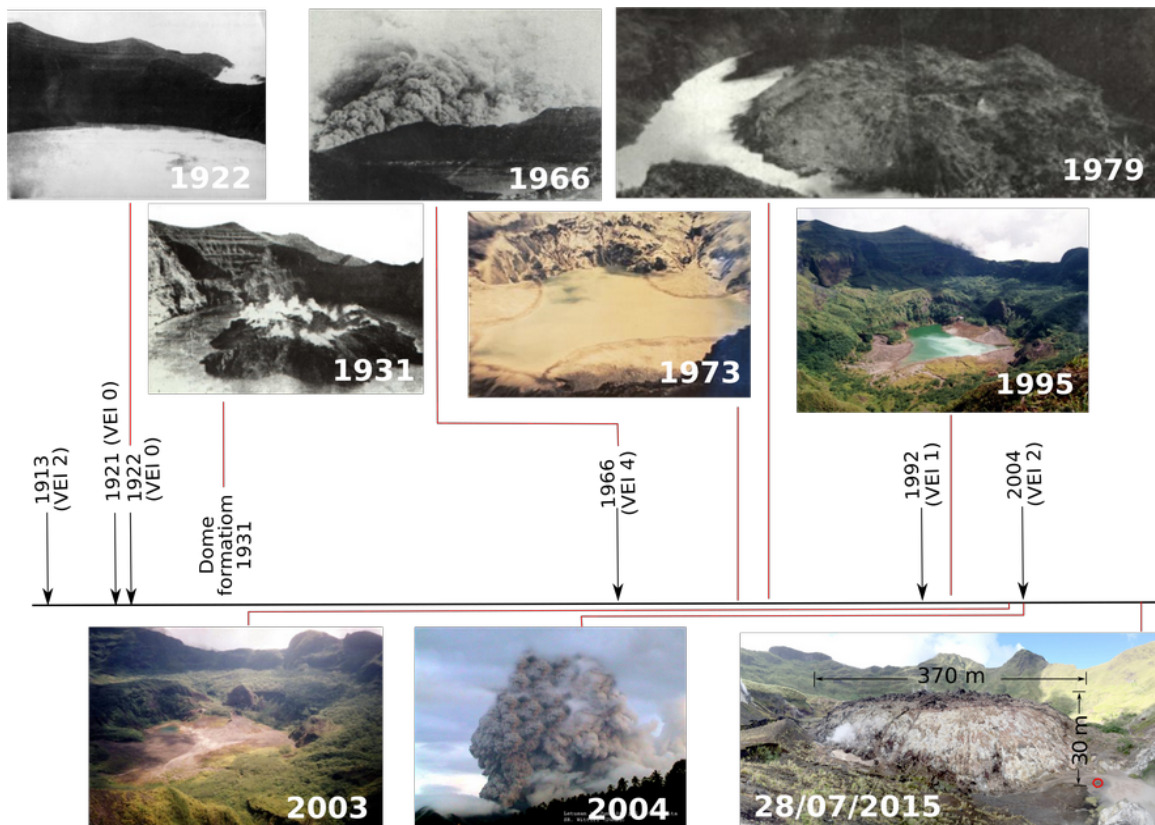 1922
1966
1979
1931
1973
1995
1913
(VEI 2)
1921 (VEI 0)
1922
(VEI 0)
Dome
formatiom
1931
1966
(VEI 4)
1992
(VEI 1)
2004
(VEI 2)
2003
2004
370 m
30 m
28/07/2015